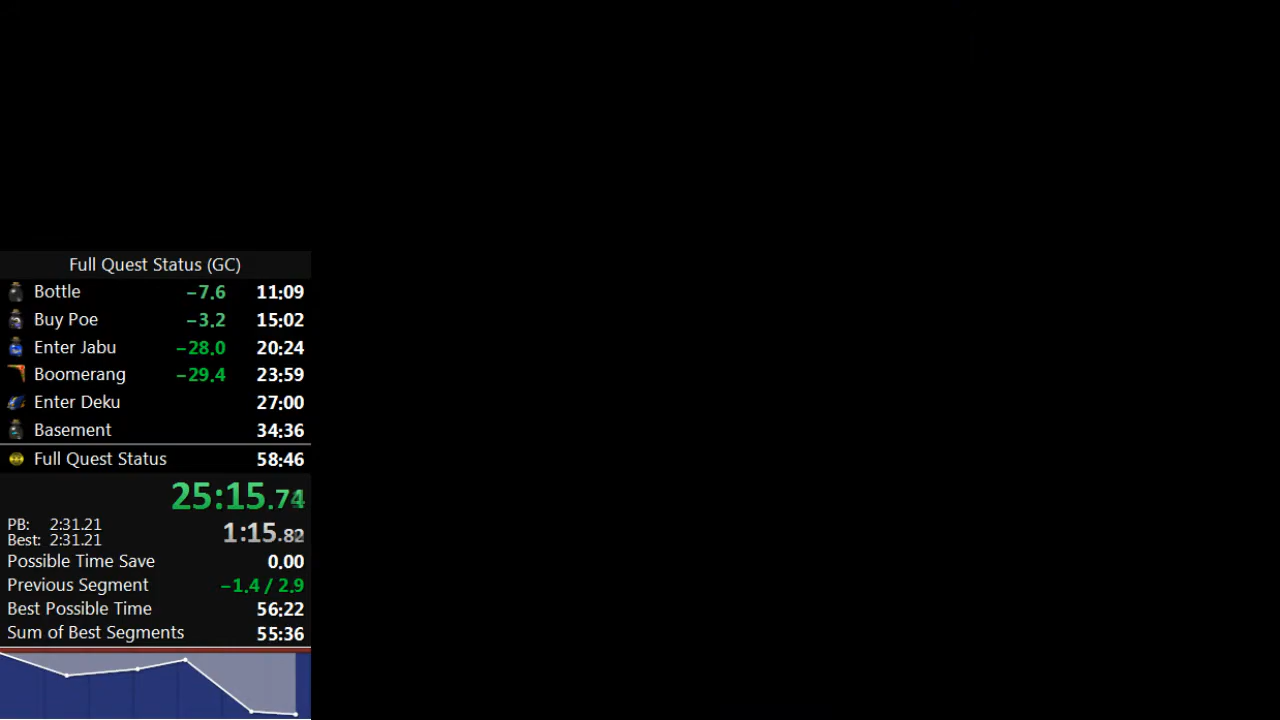 Full Quest Status (GC)
Bottle −7.6 11:09
Buy Poe −3.2 15:02
Enter Jabu −28.0 20:24
Boomerang −29.4 23:59
Enter Deku 27:00
Basement 34:36
Full Quest Status 58:46
25:15.74
PB: 2:31.21
Best: 2:31.21
1:15.82
Possible Time Save 0.00
Previous Segment −1.4 / 2.9
Best Possible Time 56:22
Sum of Best Segments 55:36